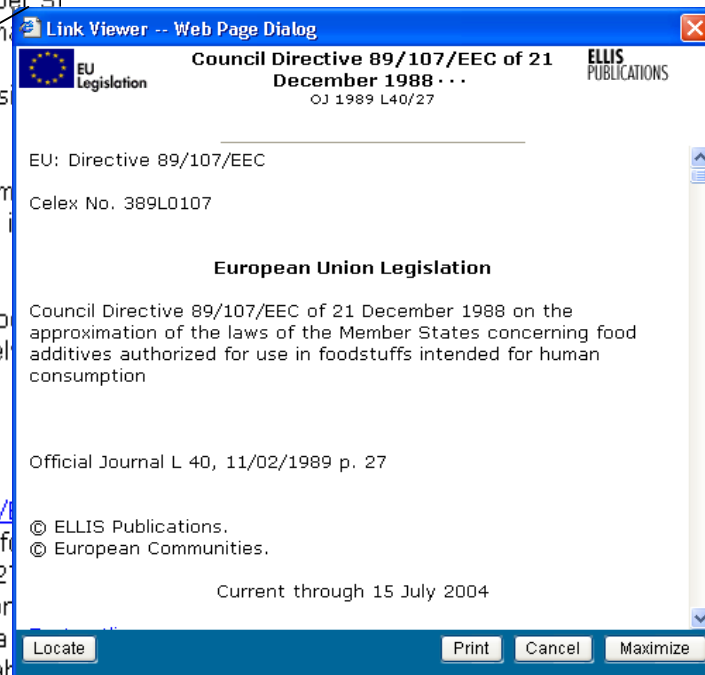 Link Viewer -- Web Page Dialog
EU
Legislation
Council Directive 89/107/EEC of 21
December 1988 · · ·
OJ 1989 L40/27
ELLIS
PUBLICATIONS
EU: Directive 89/107/EEC
Celex No. 389L0107
European Union Legislation
Council Directive 89/107/EEC of 21 December 1988 on the
approximation of the laws of the Member States concerning food
additives authorized for use in foodstuffs intended for human
consumption
Official Journal L 40, 11/02/1989 p. 27
© ELLIS Publications.
© European Communities.
Current through 15 July 2004
Locate
Print
Cancel
Maximize